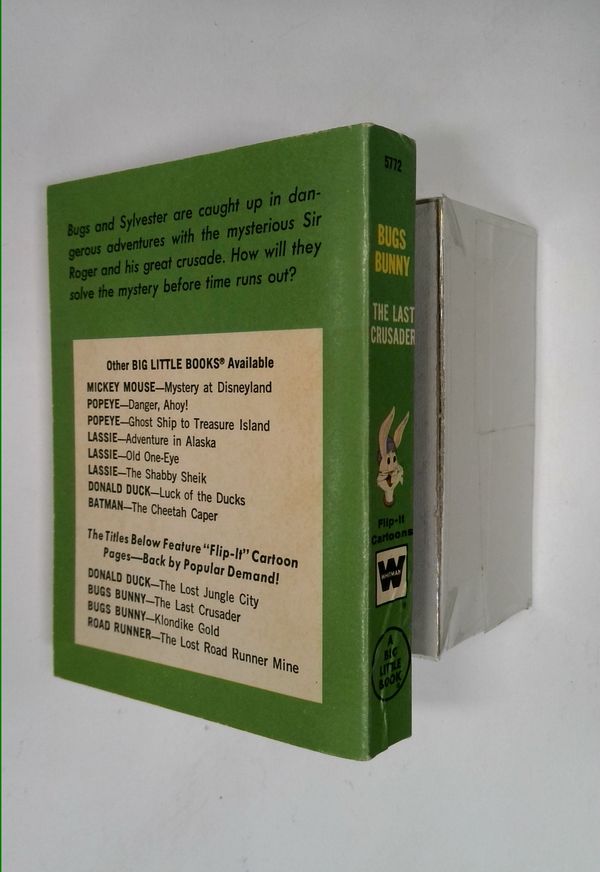 Bugs and Sylvester are caught up in dan-
gerous adventures with the mysterious Sir
Roger and his great crusade. How will they
solve the mystery before time runs out?
Other BIG LITTLE BOOKS® Available
MICKEY MOUSE—Mystery at Disneyland
POPEYE—Danger, Ahoy!
POPEYE—Ghost Ship to Treasure Island
LASSIE—Adventure in Alaska
LASSIE—Old One-Eye
LASSIE—The Shabby Sheik
DONALD DUCK—Luck of the Ducks
BATMAN—The Cheetah Caper
The Titles Below Feature "Flip-It" Cartoon
Pages—Back by Popular Demand!
DONALD DUCK—The Lost Jungle City
BUGS BUNNY—The Last Crusader
BUGS BUNNY—Klondike Gold
ROAD RUNNER—The Lost Road Runner Mine
5772
BUGS
BUNNY
THE LAST
CRUSADER
Flip-It
Cartoons
W
WHITMAN
A
BIG
LITTLE
BOOK